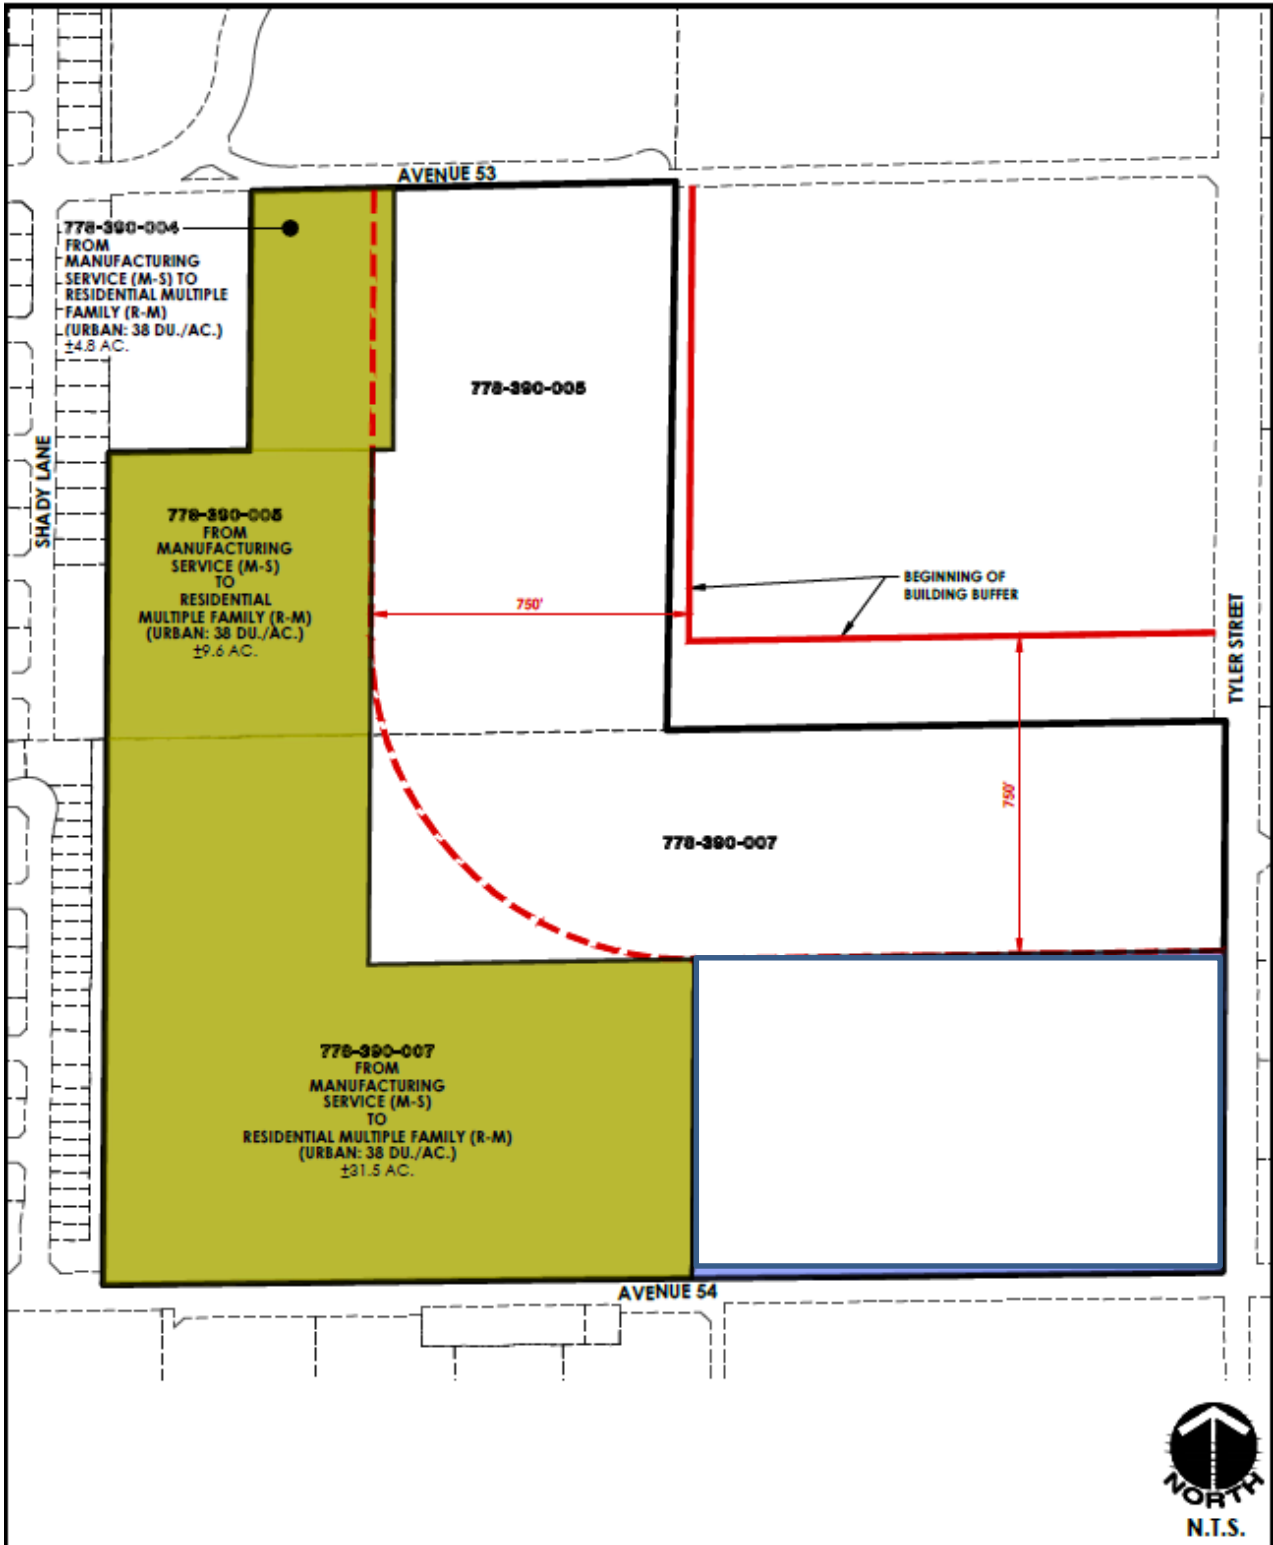 AVENUE 53
778-390-004
FROM
MANUFACTURING
SERVICE (M-S) TO
RESIDENTIAL MULTIPLE
FAMILY (R-M)
(URBAN: 38 DU./AC.)
±4.8 AC.
778-390-005
SHADY LANE
778-390-005
FROM
MANUFACTURING
SERVICE (M-S)
TO
RESIDENTIAL
MULTIPLE FAMILY (R-M)
(URBAN: 38 DU./AC.)
±9.6 AC.
750'
BEGINNING OF
BUILDING BUFFER
TYLER STREET
750'
778-390-007
778-390-007
FROM
MANUFACTURING
SERVICE (M-S)
TO
RESIDENTIAL MULTIPLE FAMILY (R-M)
(URBAN: 38 DU./AC.)
±31.5 AC.
AVENUE 54
NORTH
N.T.S.